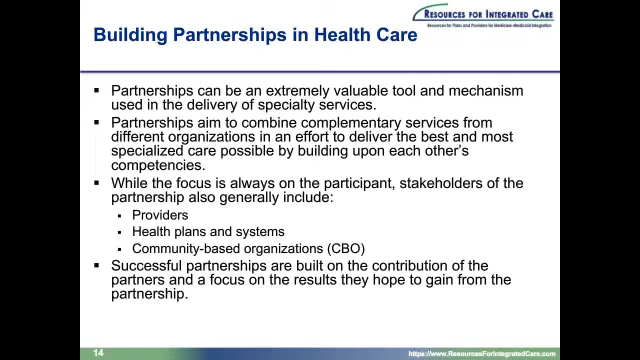 RESOURCES FOR INTEGRATED CARE
Resources for Plans and Providers for Medicare-Medicaid Integration
Building Partnerships in Health Care
▪ Partnerships can be an extremely valuable tool and mechanism
used in the delivery of specialty services.
▪ Partnerships aim to combine complementary services from
different organizations in an effort to deliver the best and most
specialized care possible by building upon each other's
competencies.
▪ While the focus is always on the participant, stakeholders of the
partnership also generally include:
▪ Providers
▪ Health plans and systems
▪ Community-based organizations (CBO)
▪ Successful partnerships are built on the contribution of the
partners and a focus on the results they hope to gain from the
partnership.
14
https://www.ResourcesForIntegratedCare.com